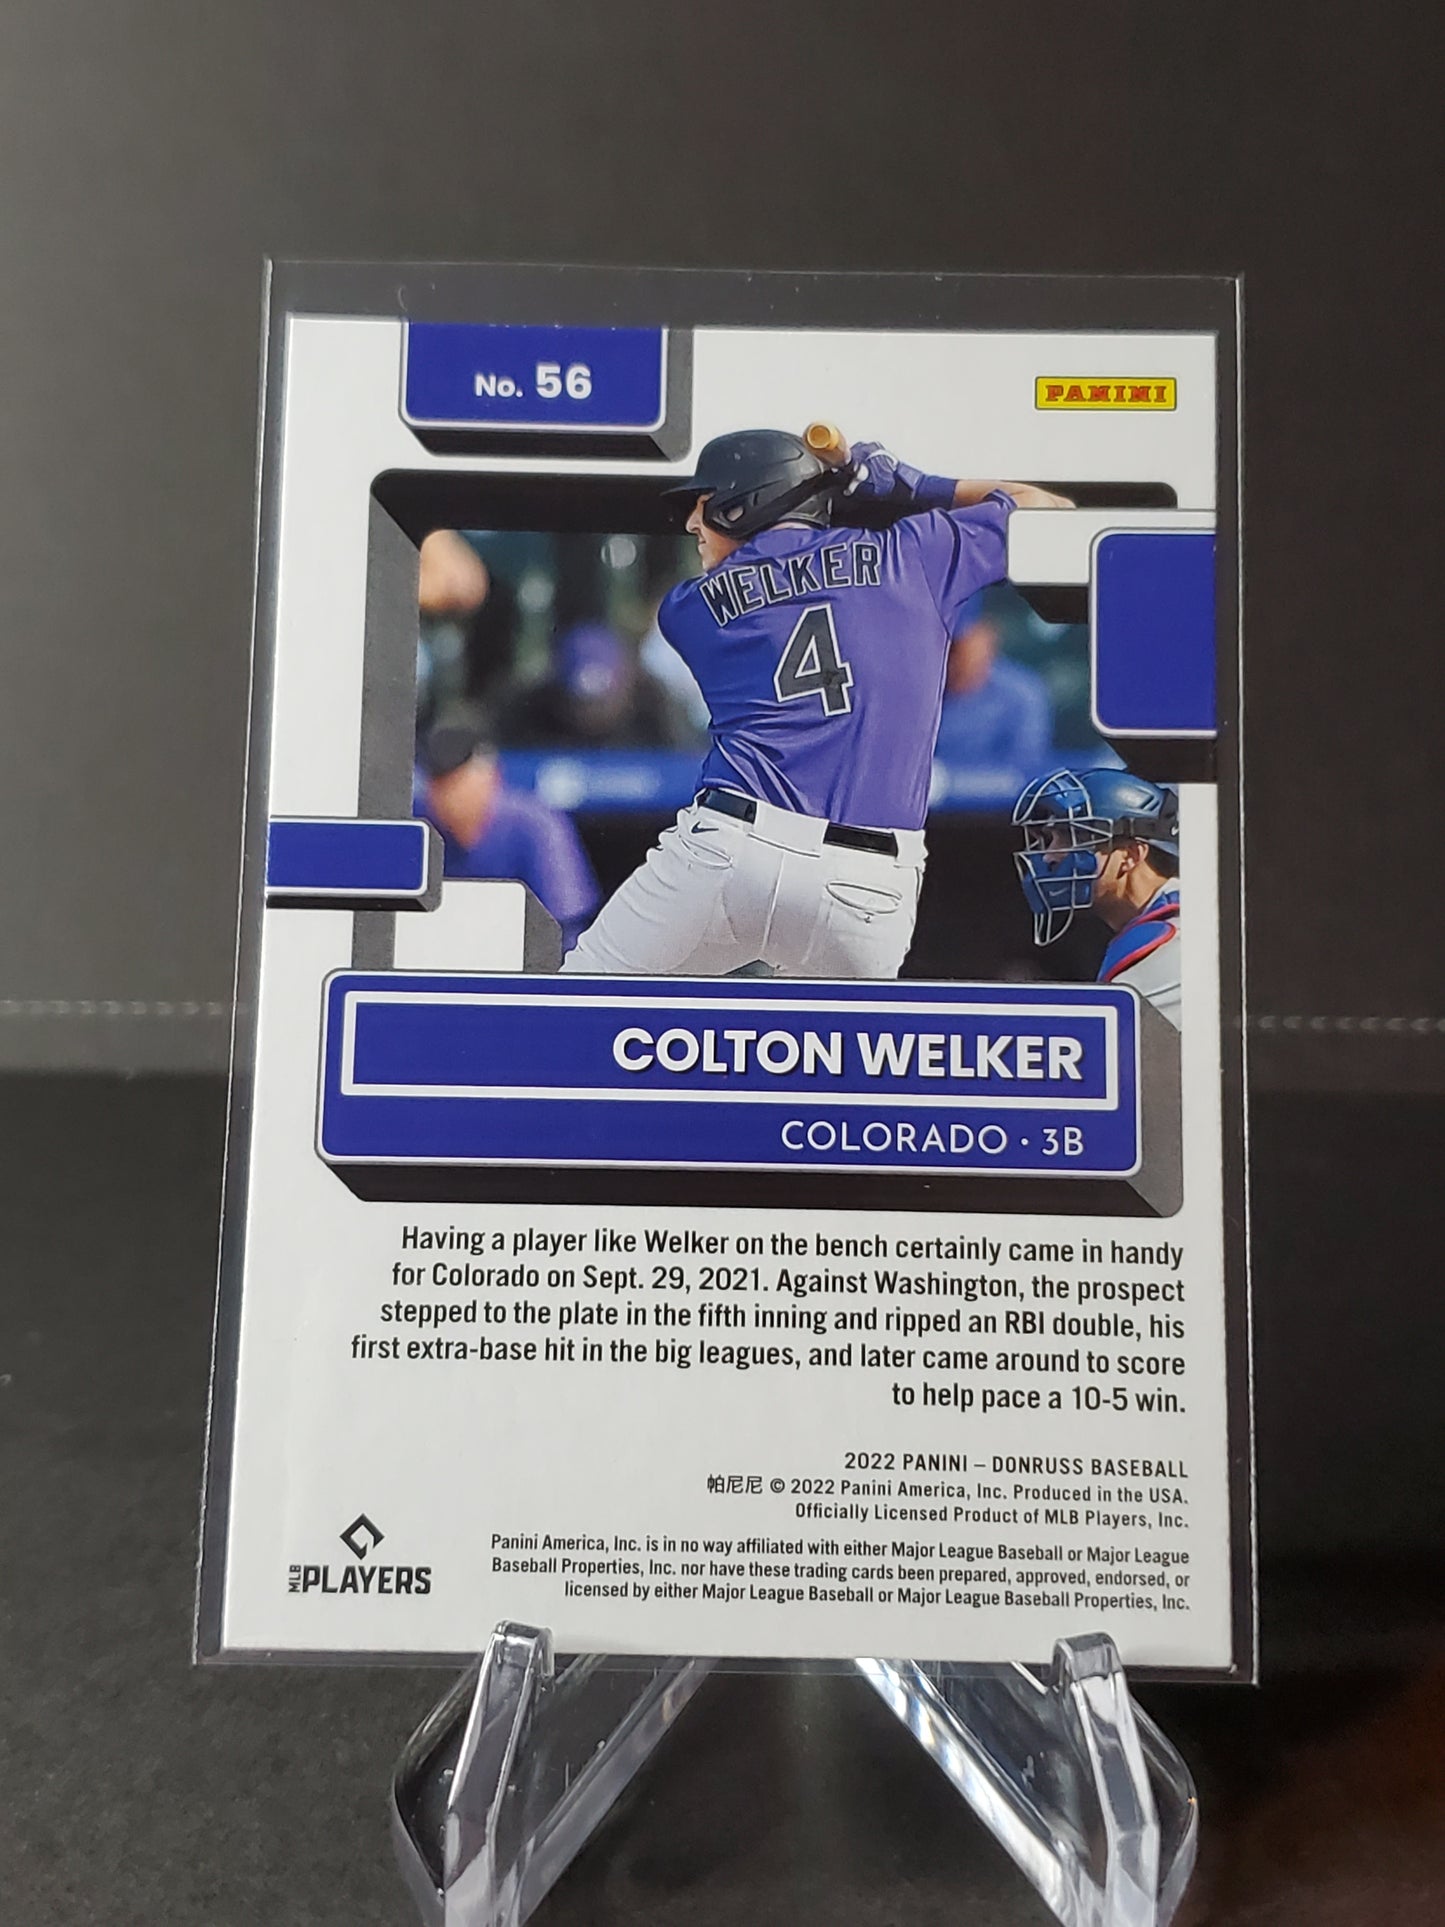 No. 56
PANINI
WELKER
4
COLTON WELKER
COLORADO · 3B
Having a player like Welker on the bench certainly came in handy
for Colorado on Sept. 29, 2021. Against Washington, the prospect
stepped to the plate in the fifth inning and ripped an RBI double, his
first extra-base hit in the big leagues, and later came around to score
to help pace a 10-5 win.
2022 PANINI – DONRUSS BASEBALL
帕尼尼 © 2022 Panini America, Inc. Produced in the USA.
Officially Licensed Product of MLB Players, Inc.
Panini America, Inc. is in no way affiliated with either Major League Baseball or Major League
Baseball Properties, Inc. nor have these trading cards been prepared, approved, endorsed, or
licensed by either Major League Baseball or Major League Baseball Properties, Inc.
MLB PLAYERS